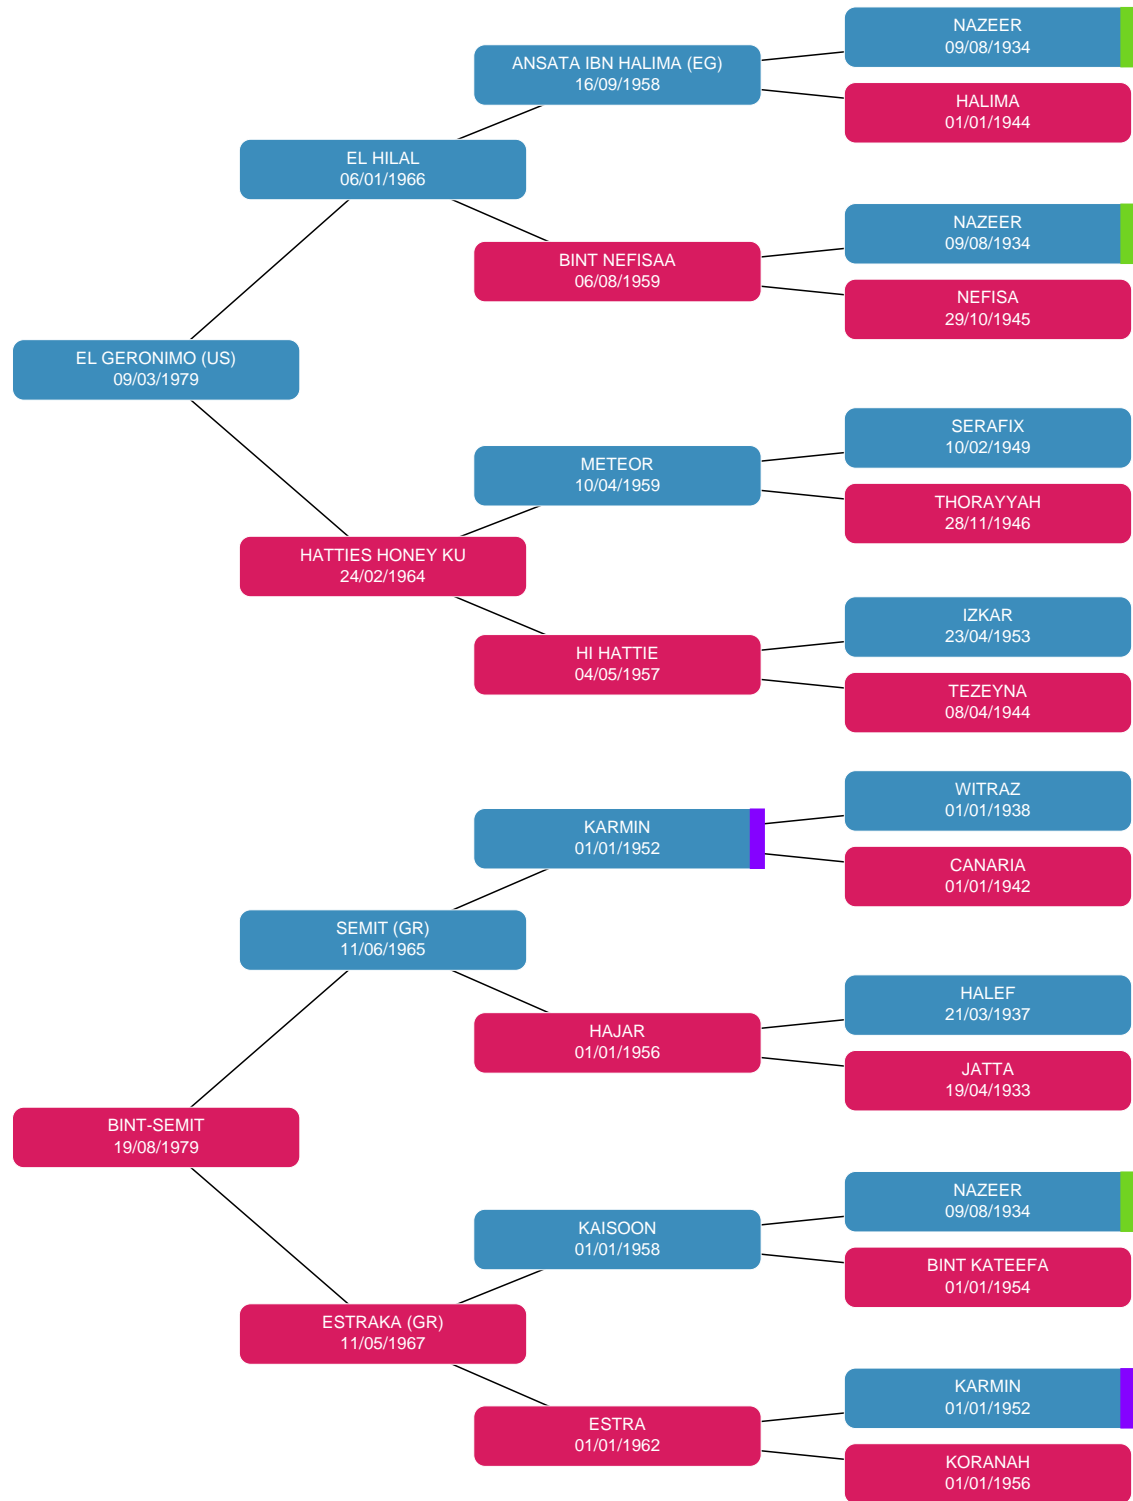 NAZEER
09/08/1934
ANSATA IBN HALIMA (EG)
16/09/1958
HALIMA
01/01/1944
EL HILAL
06/01/1966
NAZEER
09/08/1934
BINT NEFISAA
06/08/1959
NEFISA
29/10/1945
EL GERONIMO (US)
09/03/1979
SERAFIX
10/02/1949
METEOR
10/04/1959
THORAYYAH
28/11/1946
HATTIES HONEY KU
24/02/1964
IZKAR
23/04/1953
HI HATTIE
04/05/1957
TEZEYNA
08/04/1944
WITRAZ
01/01/1938
KARMIN
01/01/1952
CANARIA
01/01/1942
SEMIT (GR)
11/06/1965
HALEF
21/03/1937
HAJAR
01/01/1956
JATTA
19/04/1933
BINT-SEMIT
19/08/1979
NAZEER
09/08/1934
KAISOON
01/01/1958
BINT KATEEFA
01/01/1954
ESTRAKA (GR)
11/05/1967
KARMIN
01/01/1952
ESTRA
01/01/1962
KORANAH
01/01/1956